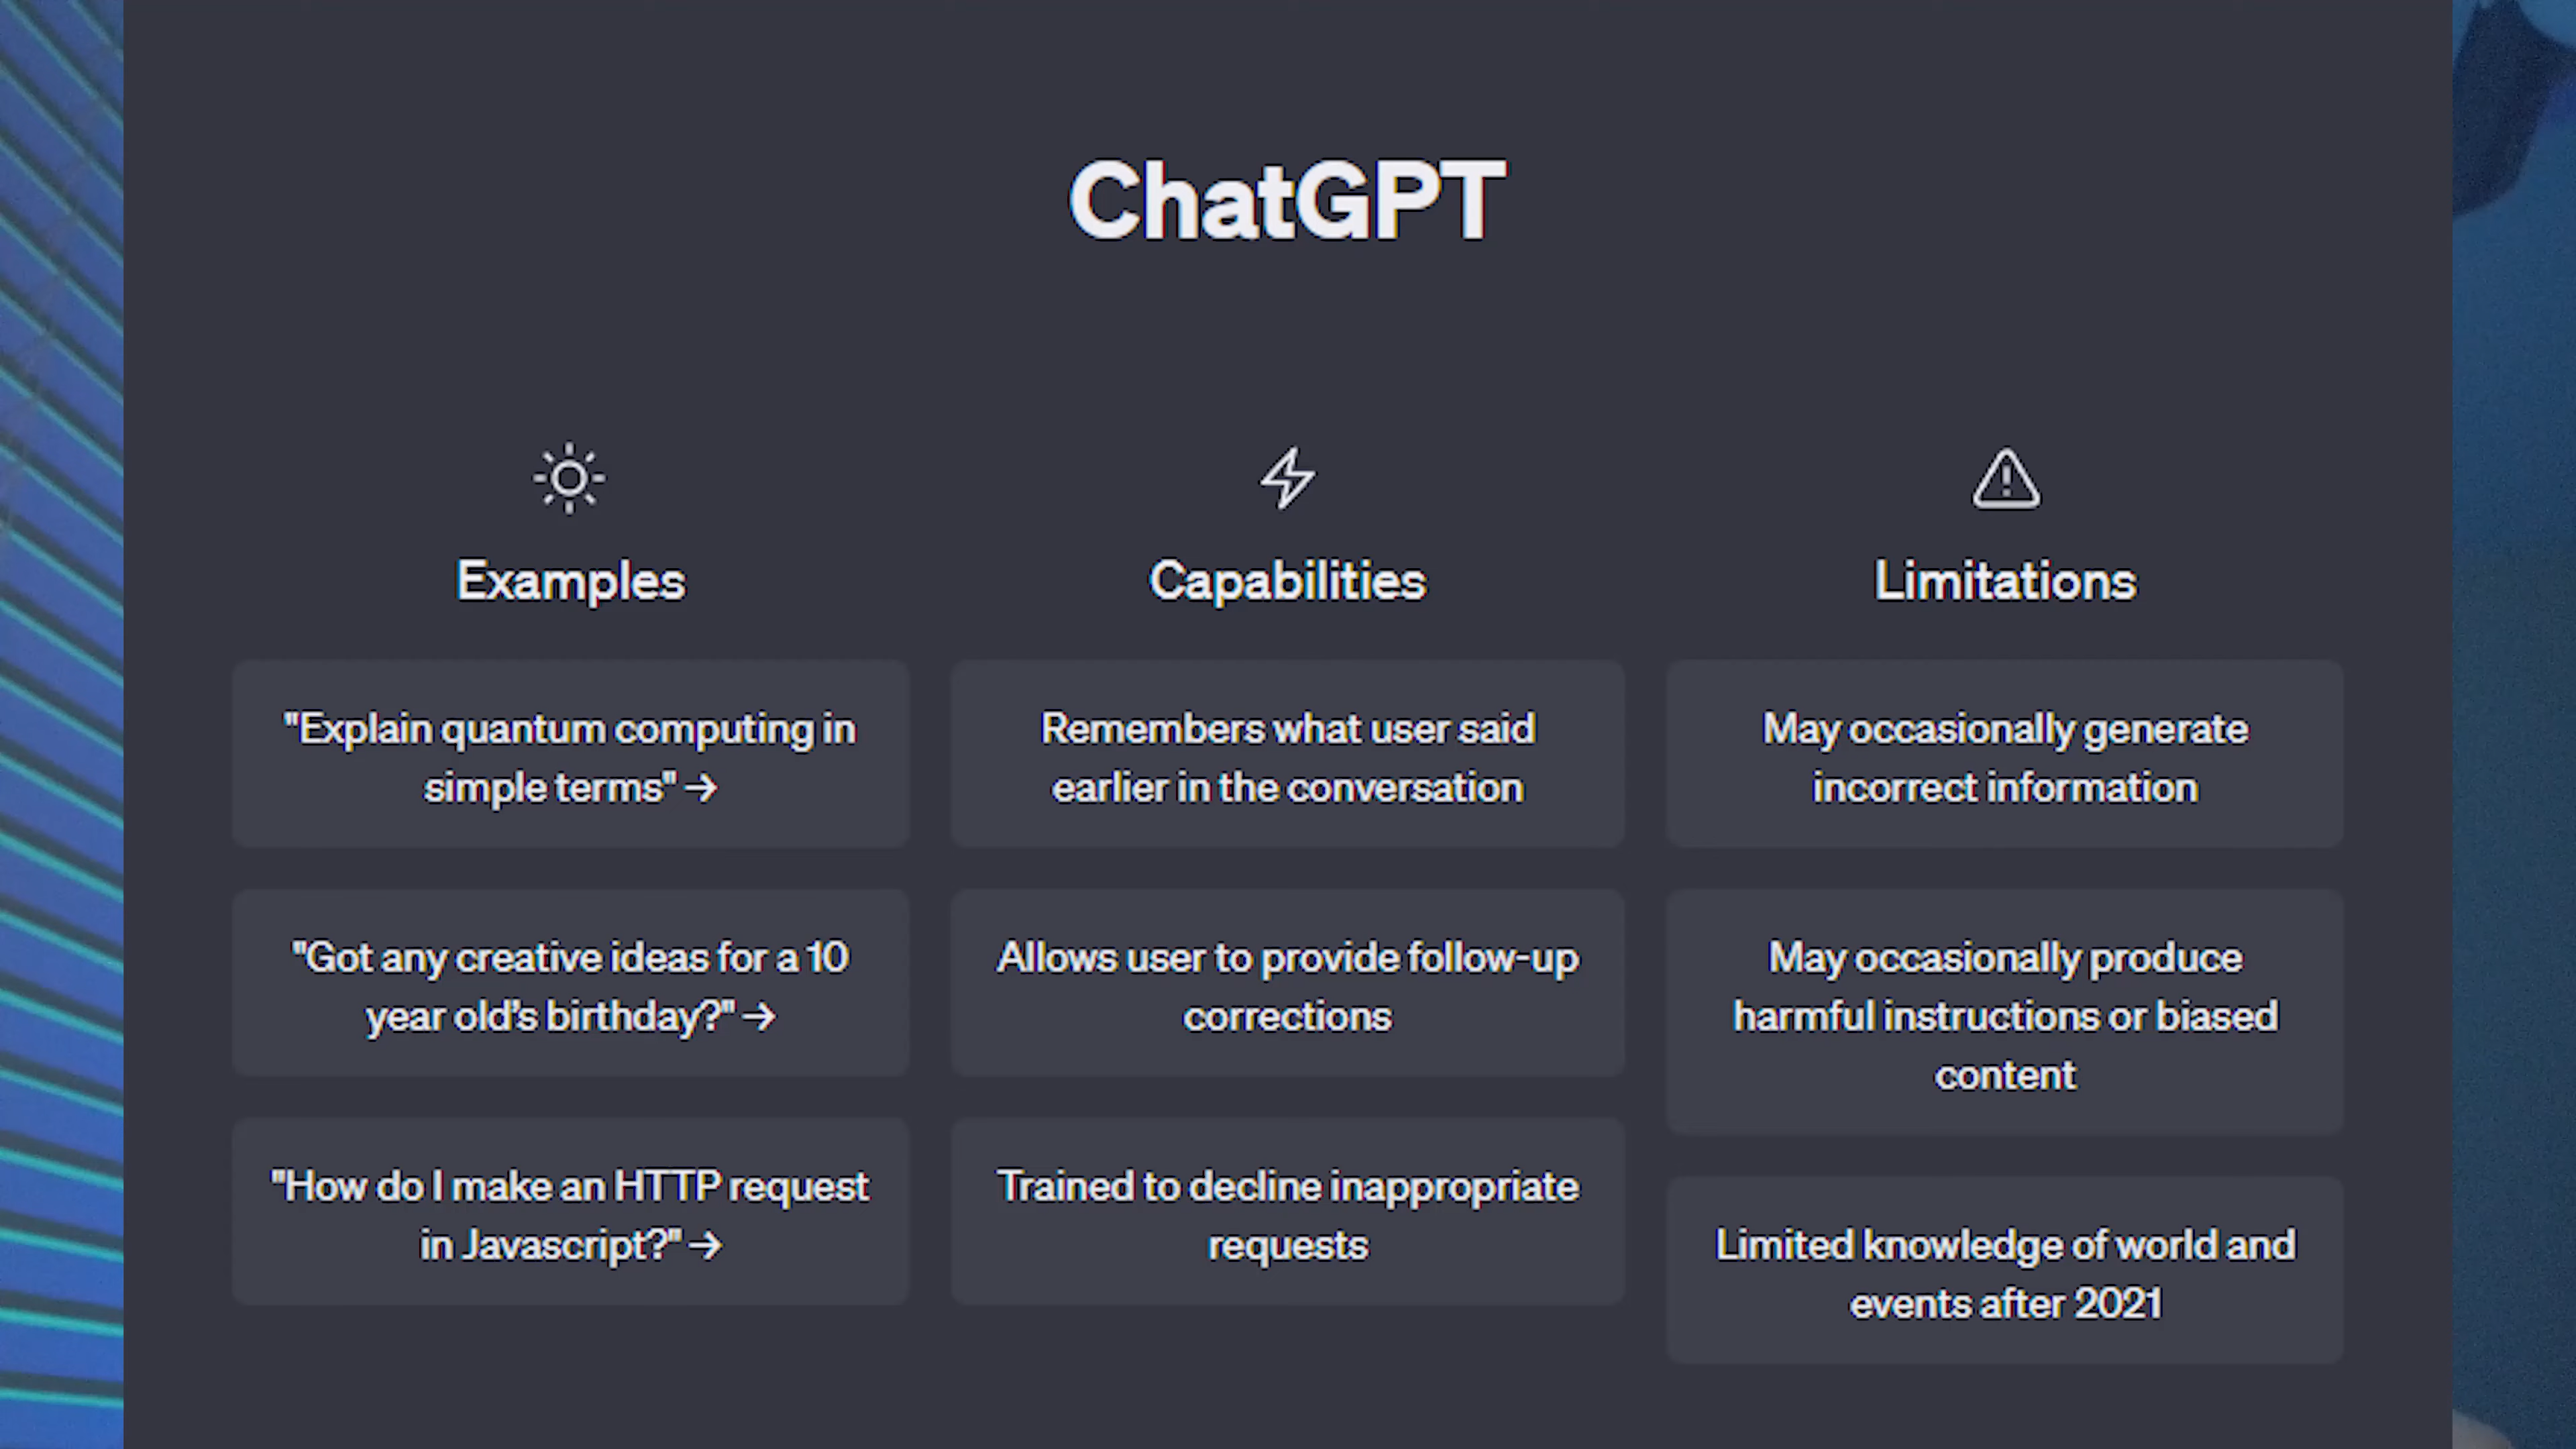 ChatGPT
Examples
"Explain quantum computing in
simple terms" →
"Got any creative ideas for a 10
year old’s birthday?" →
"How do I make an HTTP request
in Javascript?" →
Capabilities
Remembers what user said
earlier in the conversation
Allows user to provide follow-up
corrections
Trained to decline inappropriate
requests
Limitations
May occasionally generate
incorrect information
May occasionally produce
harmful instructions or biased
content
Limited knowledge of world and
events after 2021